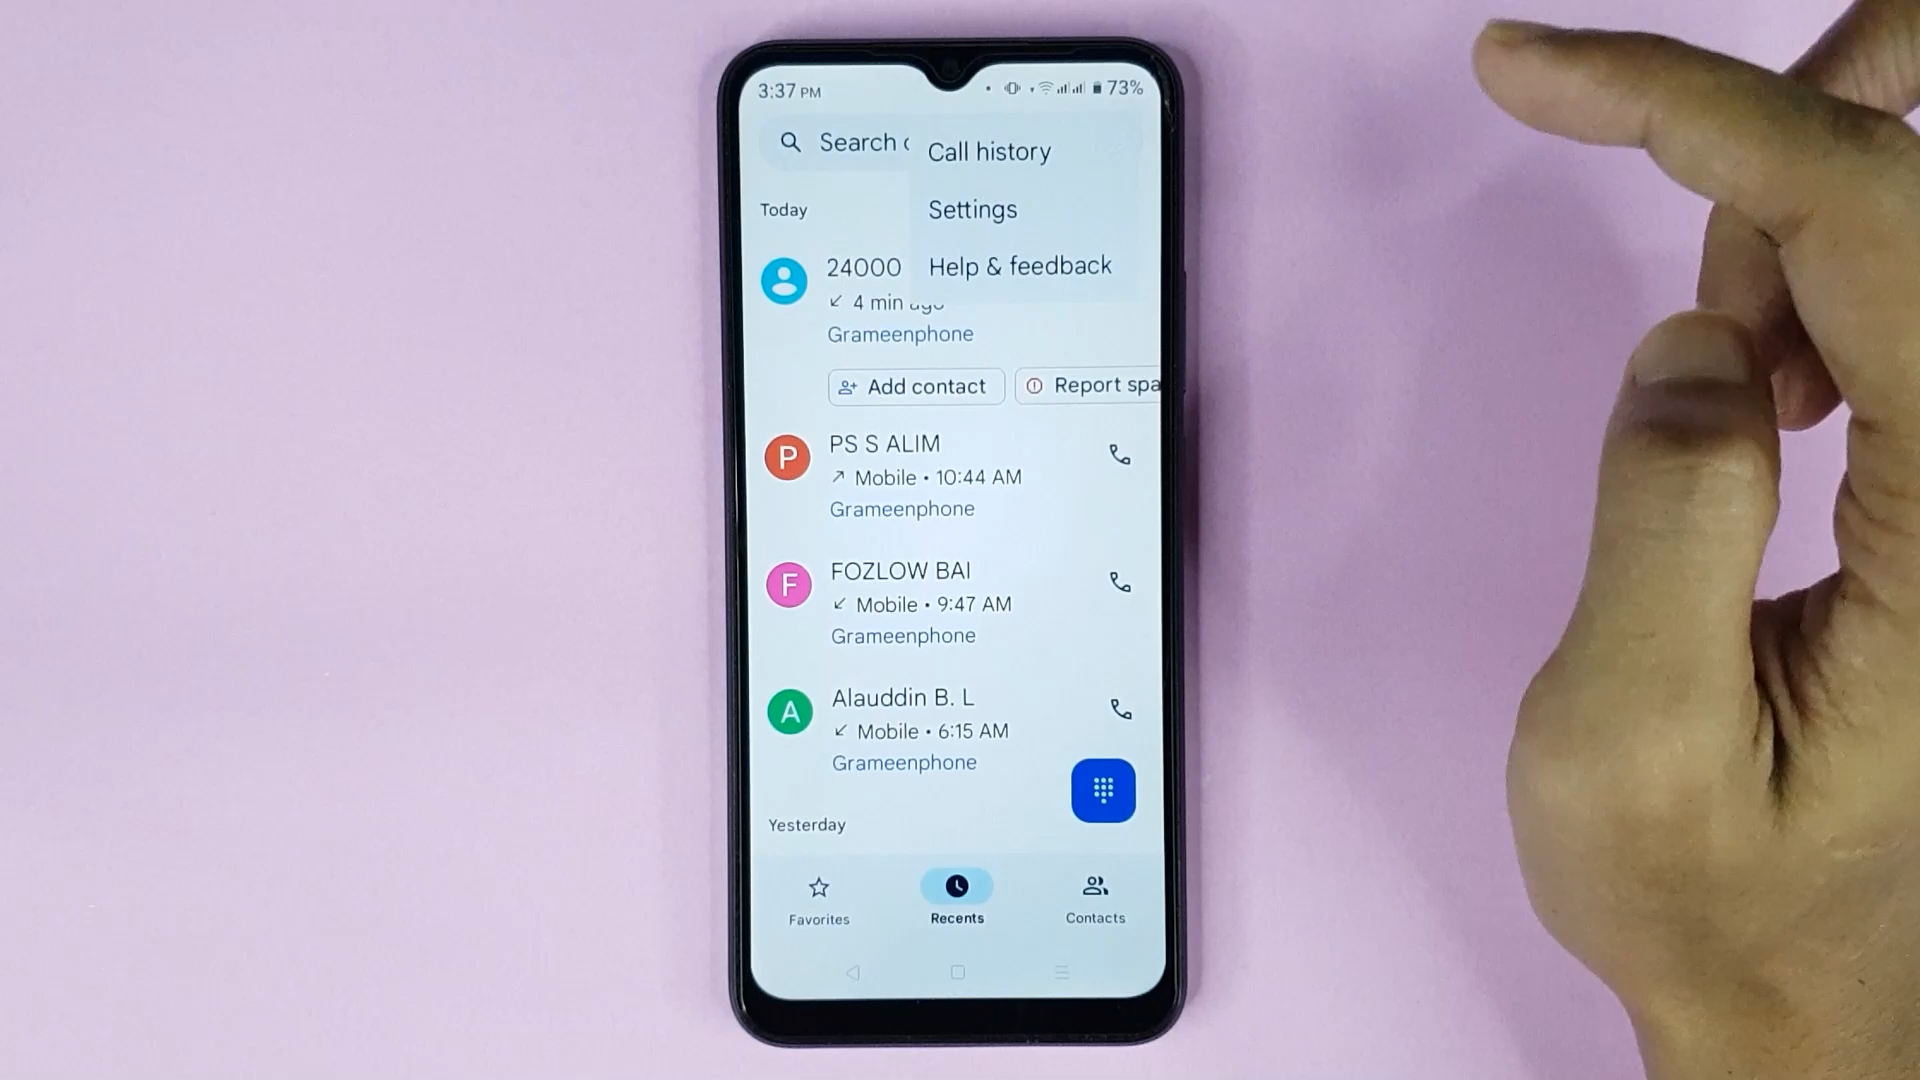 3:37 PM
73%
Search
Call history
Settings
Help & feedback
Today
24000
↙ 4 min ago
Grameenphone
Add contact
Report spa
P
PS S ALIM
↗ Mobile • 10:44 AM
Grameenphone
F
FOZLOW BAI
↙ Mobile • 9:47 AM
Grameenphone
A
Alauddin B. L
↙ Mobile • 6:15 AM
Grameenphone
Yesterday
Favorites
Recents
Contacts